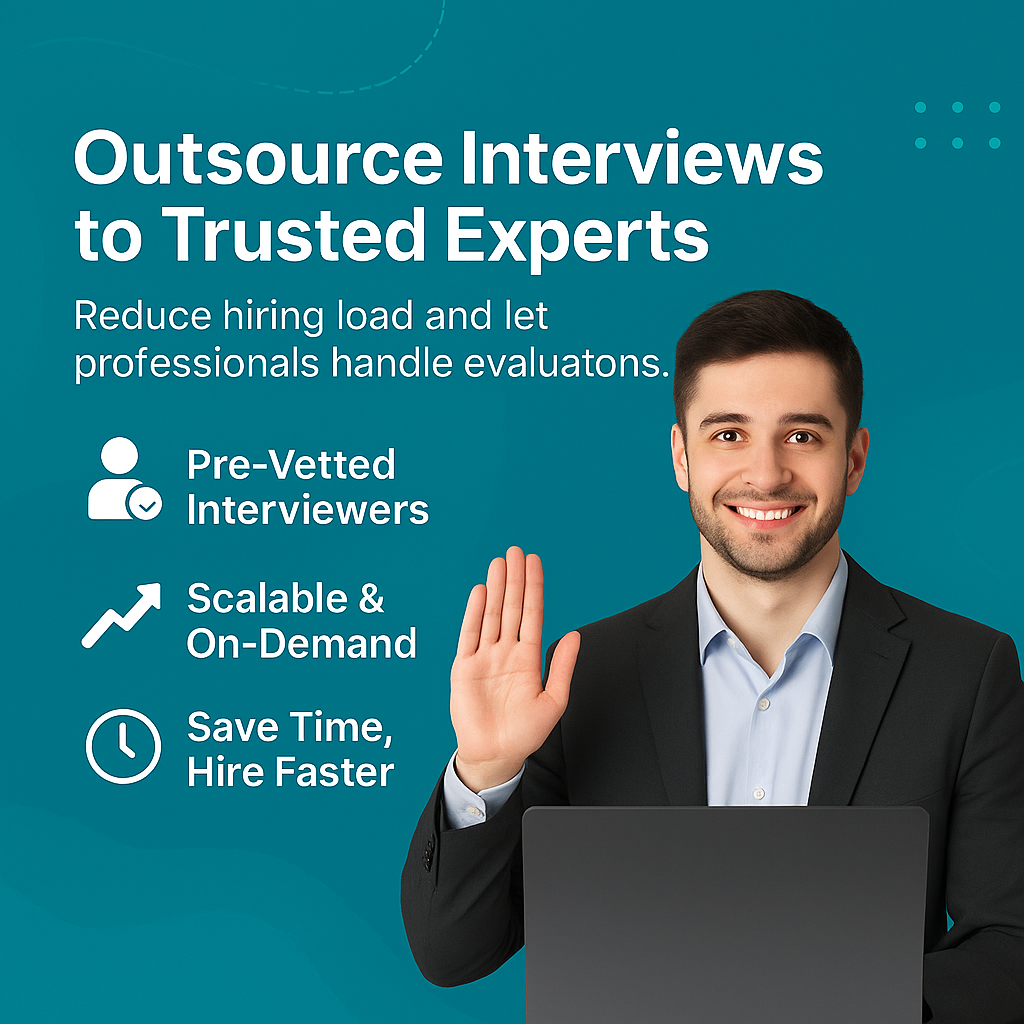 Outsource Interviews
to Trusted Experts
Reduce hiring load and let
professionals handle evaluatons.
Pre-Vetted
Interviewers
Scalable &
On-Demand
Save Time,
Hire Faster